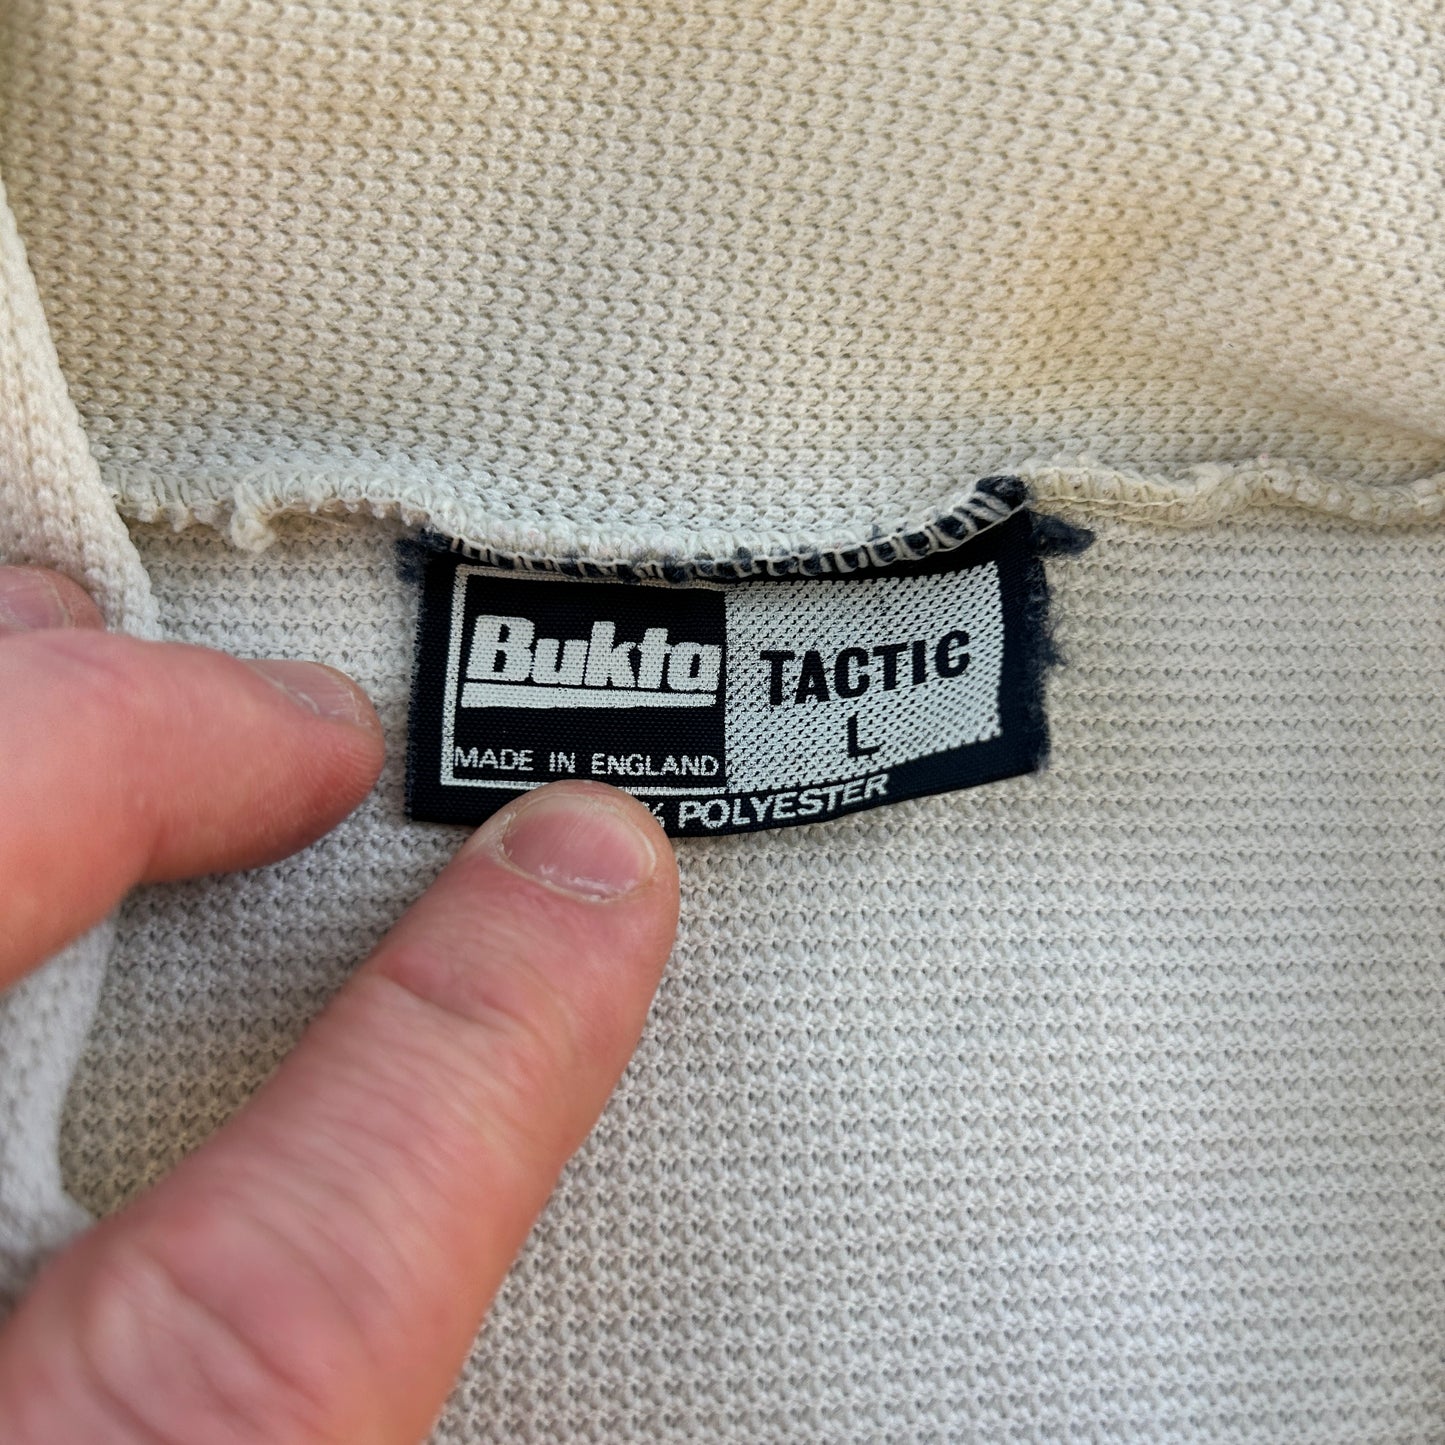 Bukta
TACTIC
L
MADE IN ENGLAND
% POLYESTER